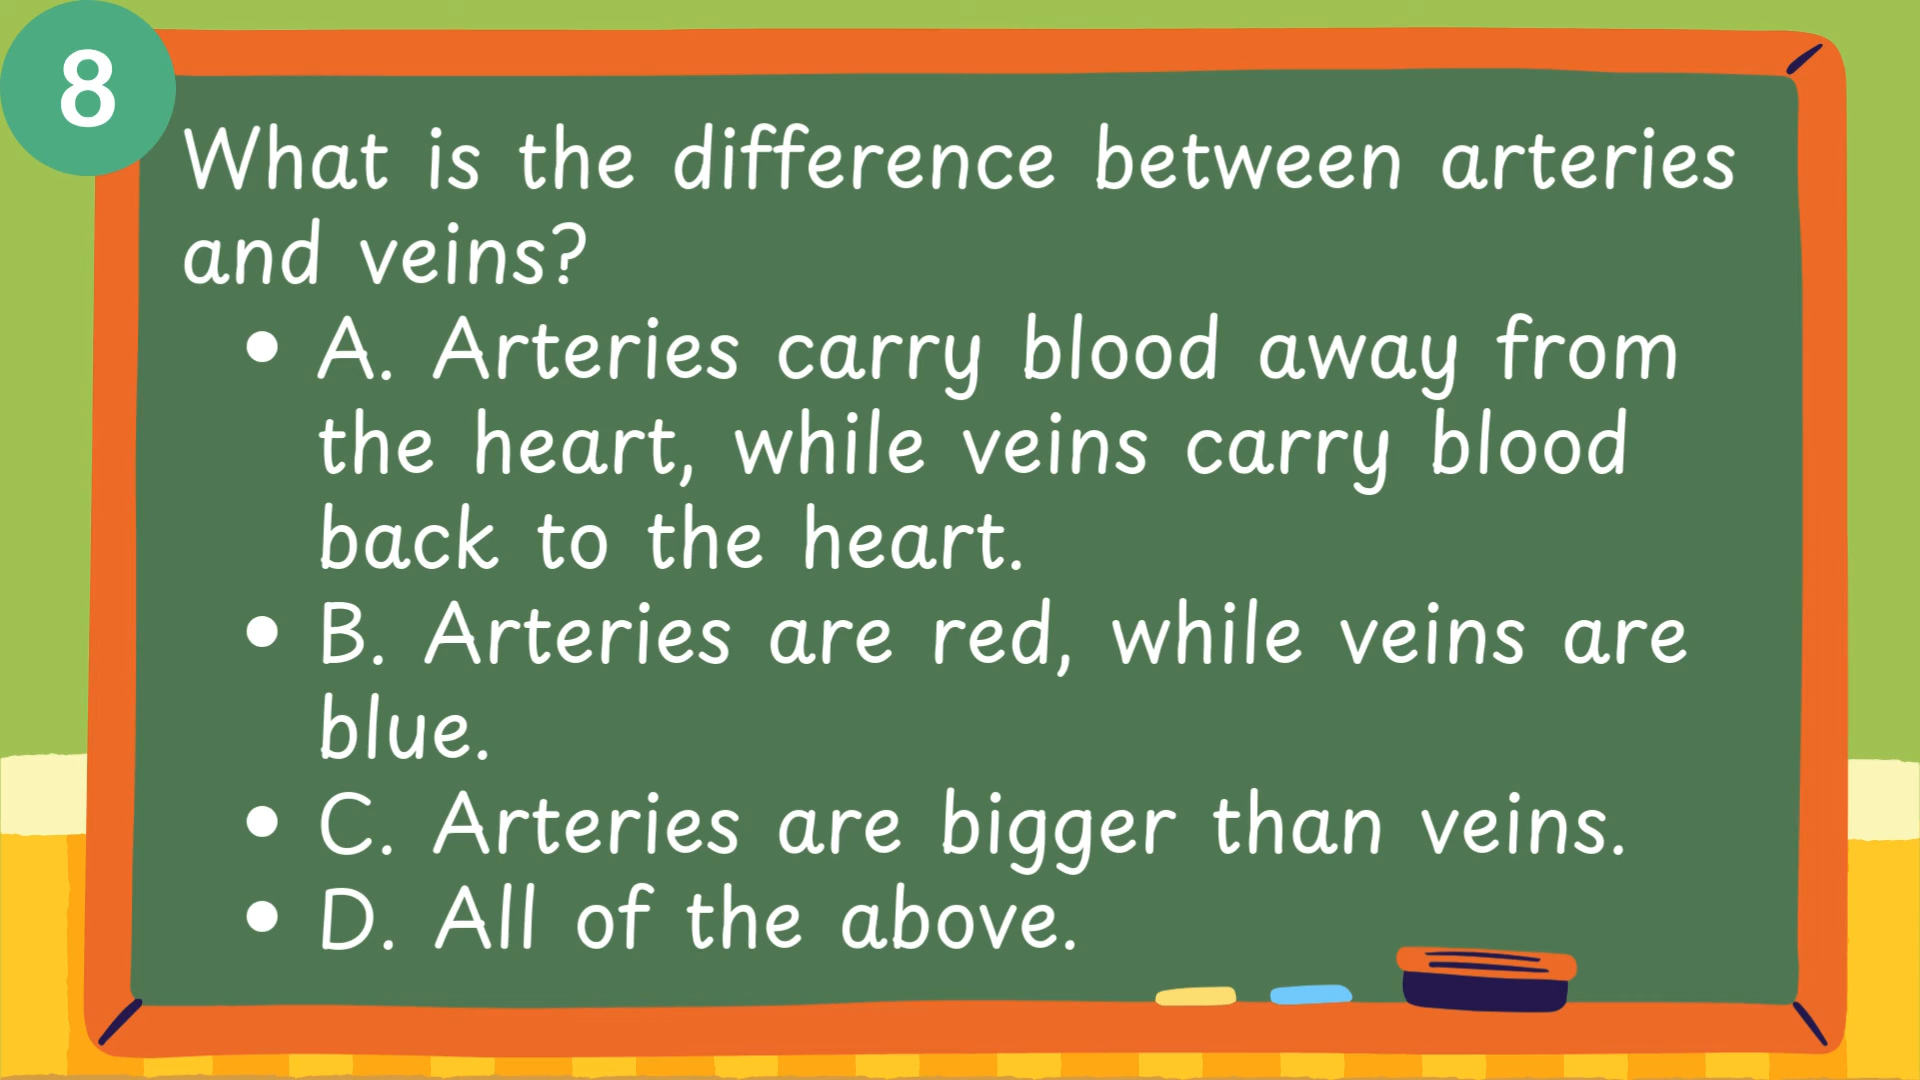 8
What is the difference between arteries
and veins?
• A. Arteries carry blood away from
the heart, while veins carry blood
back to the heart.
• B. Arteries are red, while veins are
blue.
• C. Arteries are bigger than veins.
• D. All of the above.